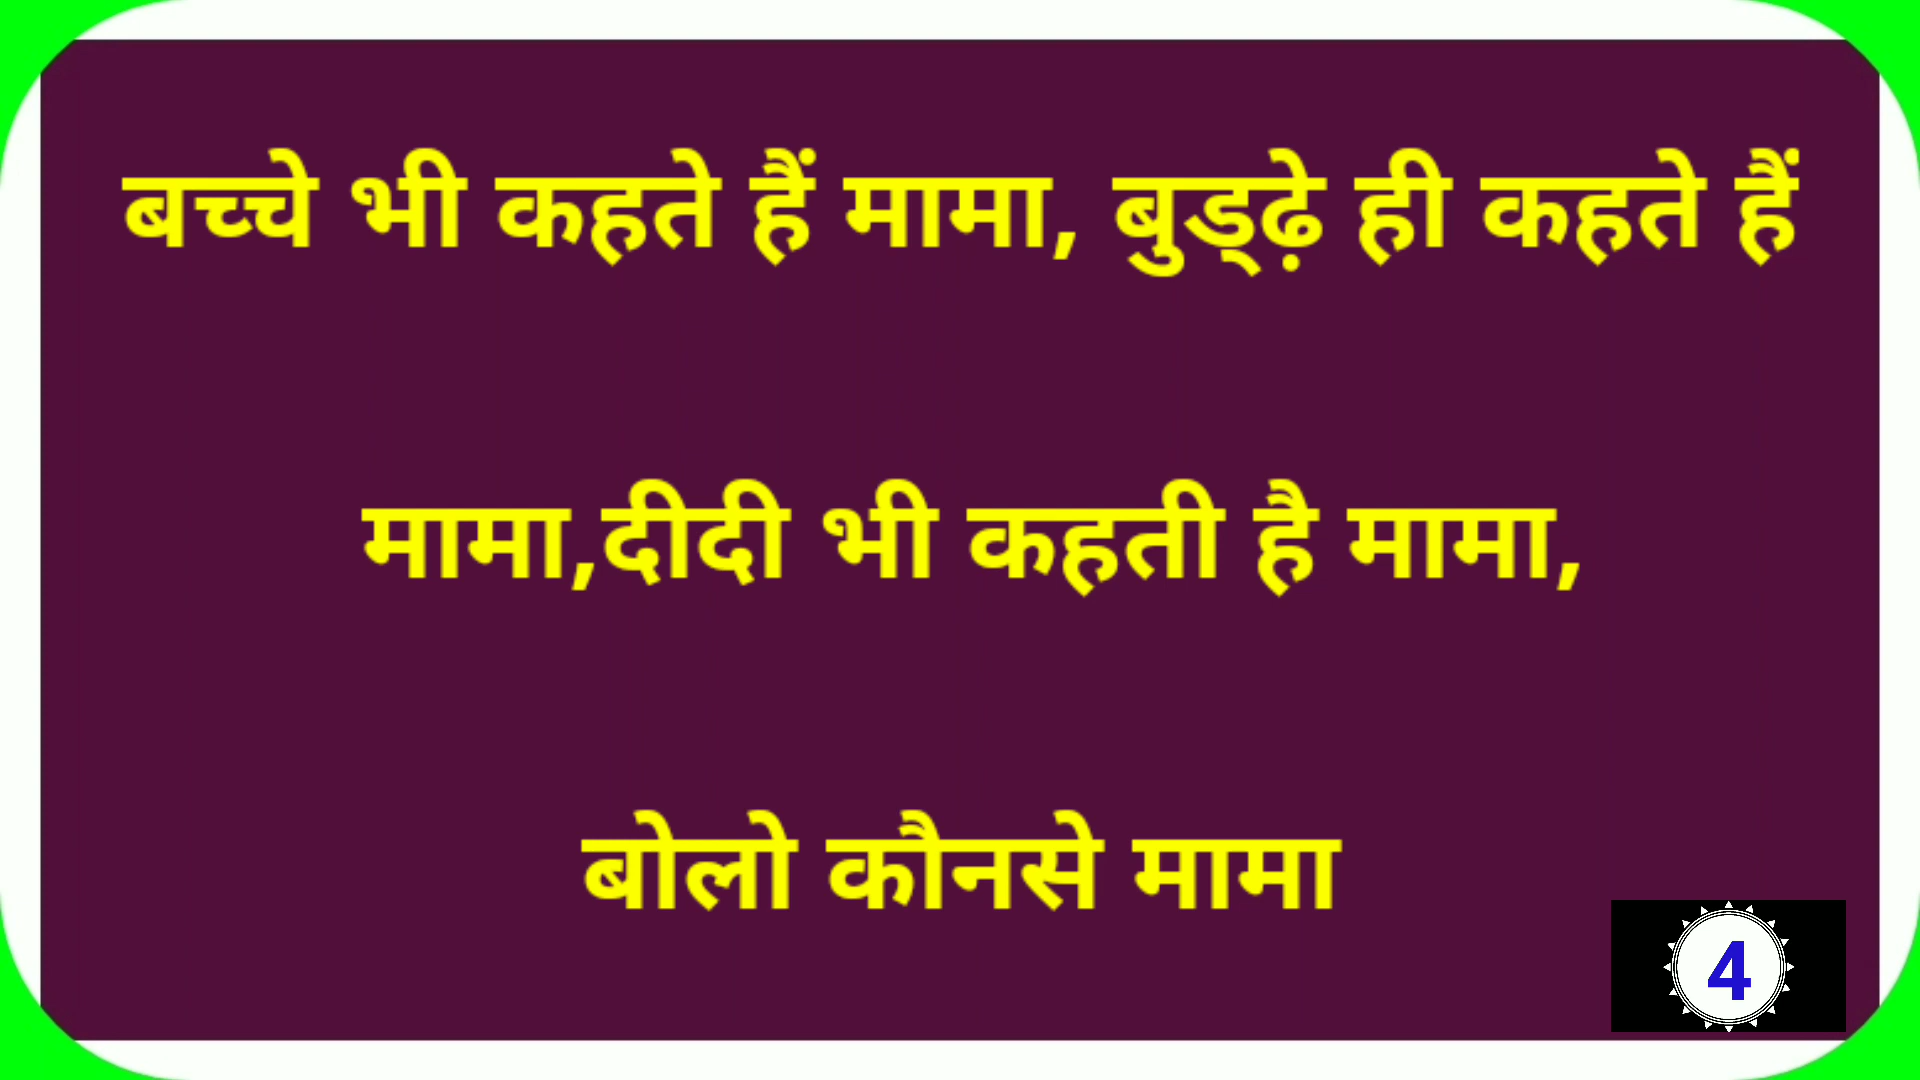 बच्चे भी कहते हैं मामा, बुड्ढ़े ही कहते हैं
मामा,दीदी भी कहती है मामा,
बोलो कौनसे मामा
4